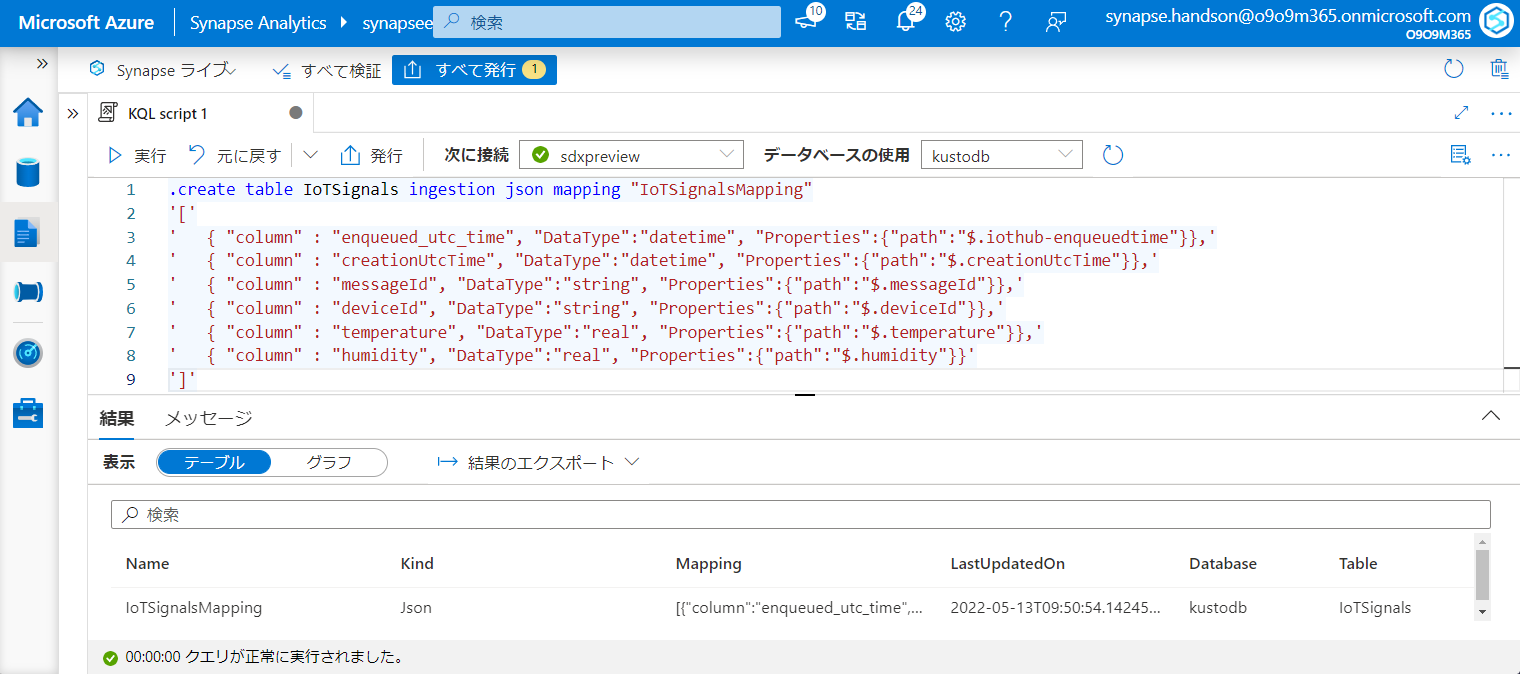 Microsoft Azure
Synapse Analytics
synapsee
検索
10
24
synapse.handson@o9o9m365.onmicrosoft.com
O9O9M365
Synapse ライブ
すべて検証
すべて発行
1
KQL script 1
実行
元に戻す
発行
次に接続
sdxpreview
データベースの使用
kustodb
1 .create table IoTSignals ingestion json mapping "IoTSignalsMapping"
2 '['
3 '   { "column" : "enqueued_utc_time", "DataType":"datetime", "Properties":{"path":"$.iothub-enqueuedtime"}},'
4 '   { "column" : "creationUtcTime", "DataType":"datetime", "Properties":{"path":"$.creationUtcTime"}},'
5 '   { "column" : "messageId", "DataType":"string", "Properties":{"path":"$.messageId"}},'
6 '   { "column" : "deviceId", "DataType":"string", "Properties":{"path":"$.deviceId"}},'
7 '   { "column" : "temperature", "DataType":"real", "Properties":{"path":"$.temperature"}},'
8 '   { "column" : "humidity", "DataType":"real", "Properties":{"path":"$.humidity"}}'
9 ']'
結果
メッセージ
表示
テーブル
グラフ
結果のエクスポート
検索
Name Kind Mapping LastUpdatedOn Database Table
IoTSignalsMapping Json [{"column":"enqueued_utc_time",... 2022-05-13T09:50:54.14245... kustodb IoTSignals
00:00:00 クエリが正常に実行されました。